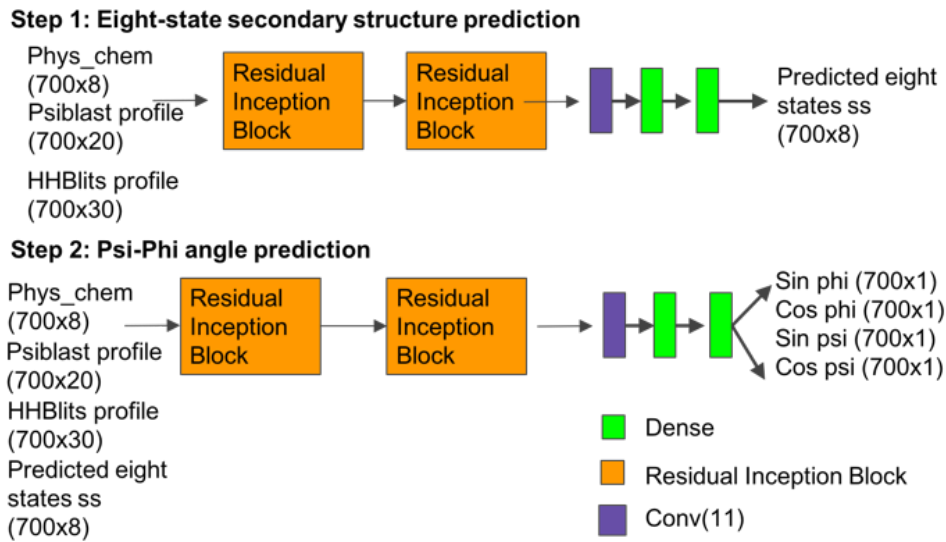 Step 1: Eight-state secondary structure prediction
Phys_chem
(700x8)
Psiblast profile
(700x20)
HHBlits profile
(700x30)
Residual
Inception
Block
Residual
Inception
Block
Predicted eight
states ss
(700x8)
Step 2: Psi-Phi angle prediction
Phys_chem
(700x8)
Psiblast profile
(700x20)
HHBlits profile
(700x30)
Predicted eight
states ss
(700x8)
Residual
Inception
Block
Residual
Inception
Block
Sin phi (700x1)
Cos phi (700x1)
Sin psi (700x1)
Cos psi (700x1)
Dense
Residual Inception Block
Conv(11)